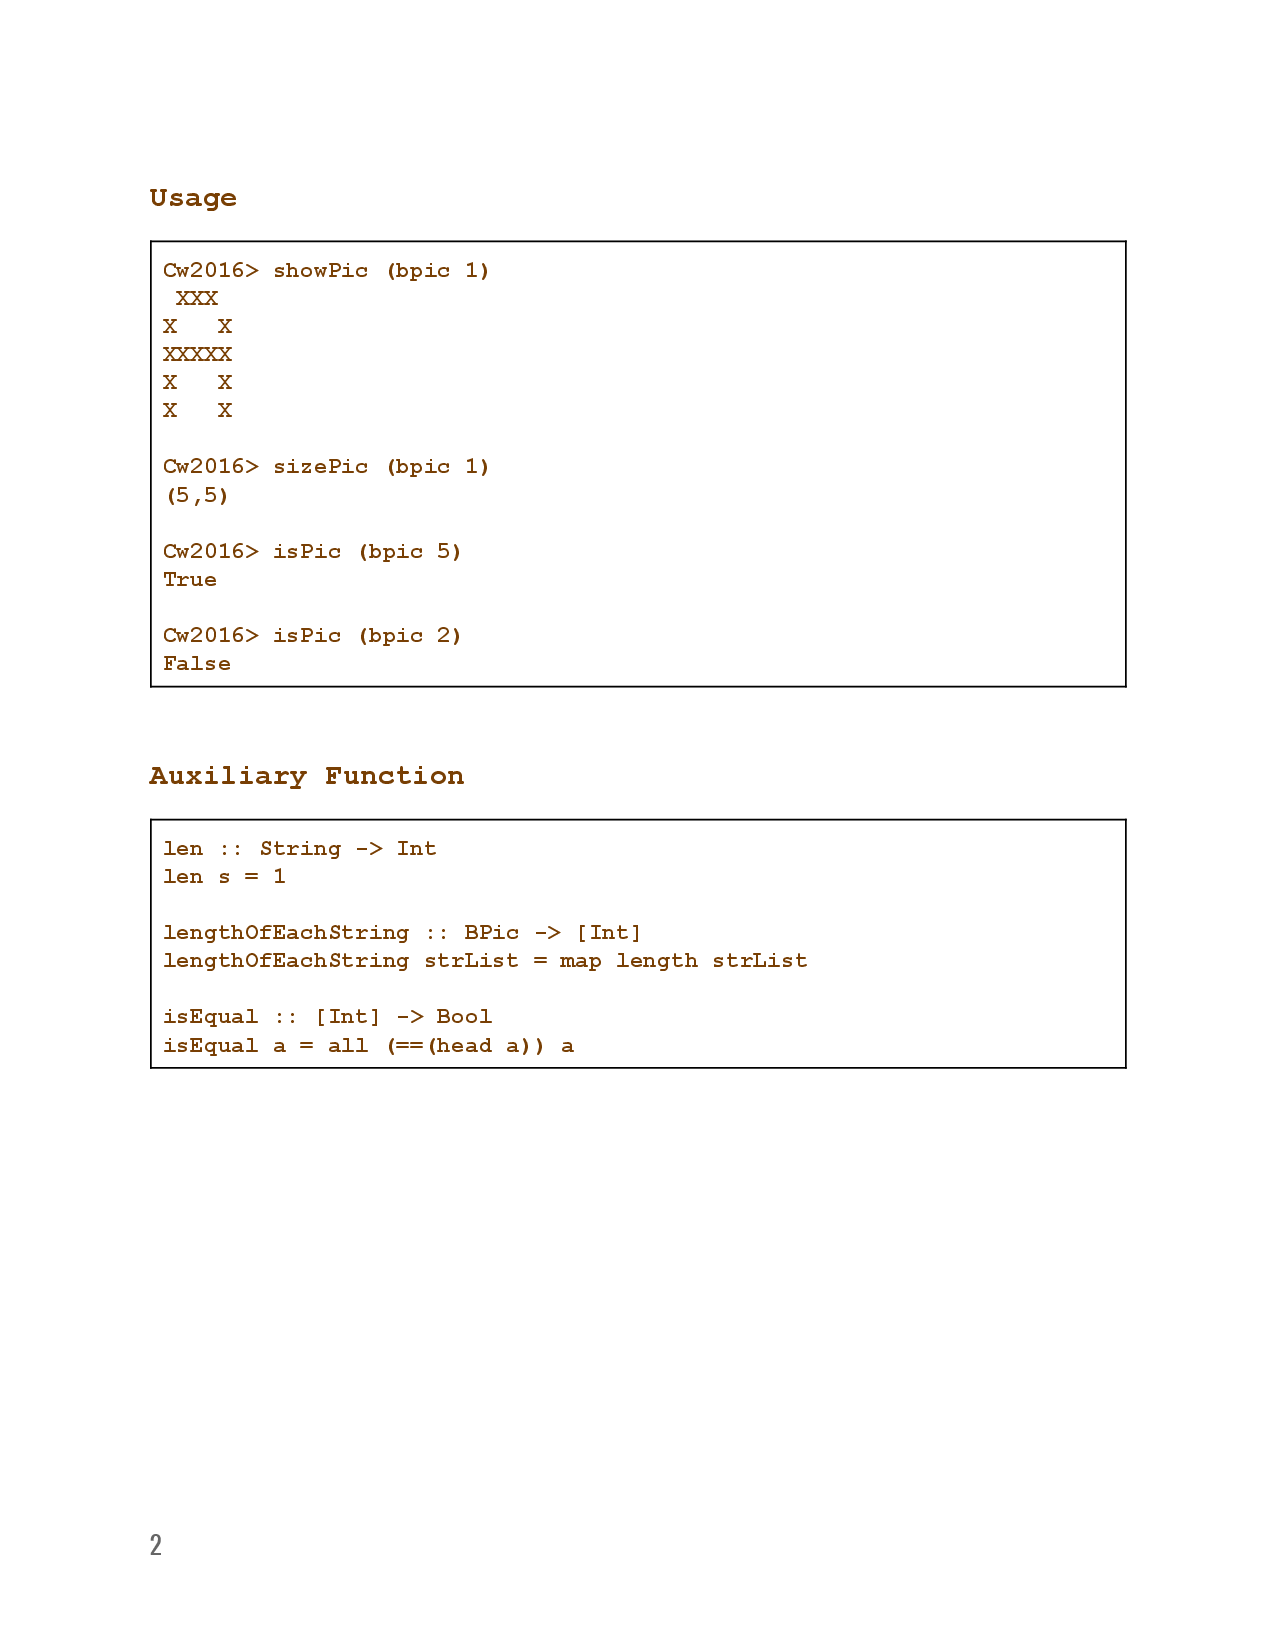 Usage
Cw2016> showPic (bpic 1)
 XXX
X   X
XXXXX
X   X
X   X
Cw2016> sizePic (bpic 1)
(5,5)
Cw2016> isPic (bpic 5)
True
Cw2016> isPic (bpic 2)
False
Auxiliary Function
len :: String -> Int
len s = 1
lengthOfEachString :: BPic -> [Int]
lengthOfEachString strList = map length strList
isEqual :: [Int] -> Bool
isEqual a = all (==(head a)) a
2